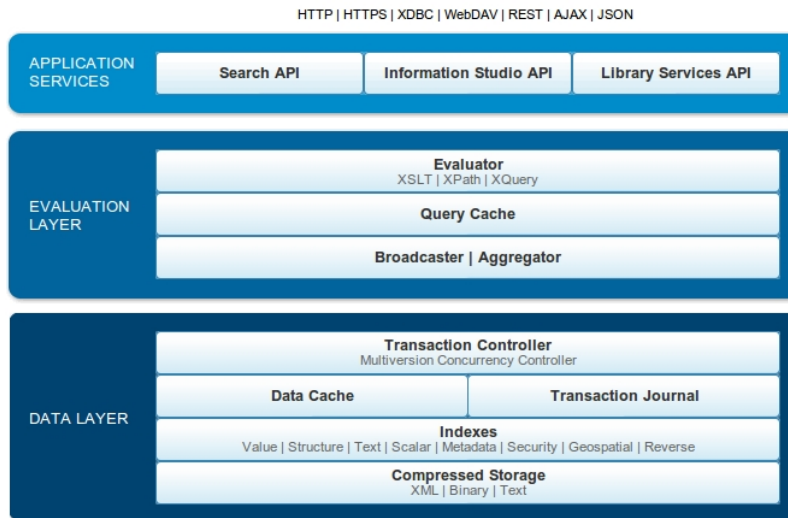 HTTP | HTTPS | XDBC | WebDAV | REST | AJAX | JSON
APPLICATION
SERVICES
Search API
Information Studio API
Library Services API
EVALUATION
LAYER
Evaluator
XSLT | XPath | XQuery
Query Cache
Broadcaster | Aggregator
DATA LAYER
Transaction Controller
Multiversion Concurrency Controller
Data Cache
Transaction Journal
Indexes
Value | Structure | Text | Scalar | Metadata | Security | Geospatial | Reverse
Compressed Storage
XML | Binary | Text